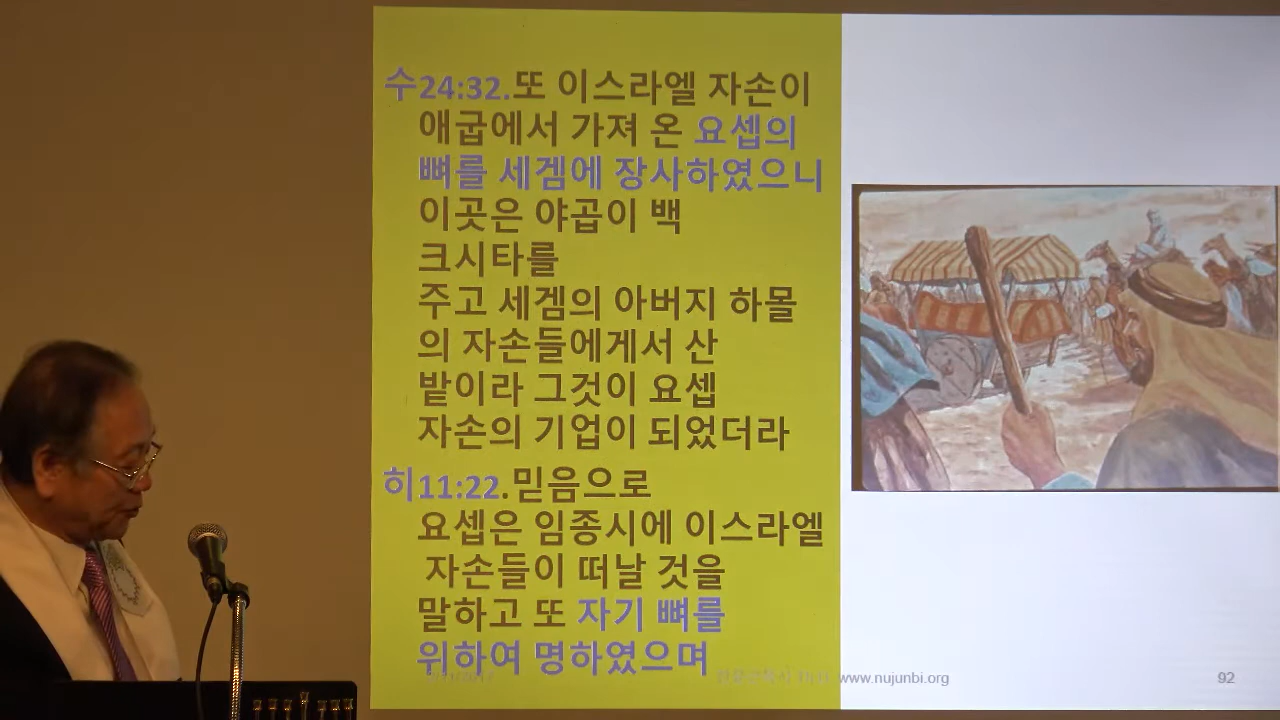 수24:32.또 이스라엘 자손이
애굽에서 가져 온 요셉의
뼈를 세겜에 장사하였으니
이곳은 야곱이 백
크시타를
주고 세겜의 아버지 하몰
의 자손들에게서 산
밭이라 그것이 요셉
자손의 기업이 되었더라
히11:22.믿음으로
요셉은 임종시에 이스라엘
자손들이 떠날 것을
말하고 또 자기 뼈를
위하여 명하였으며
www.nujunbi.org
92